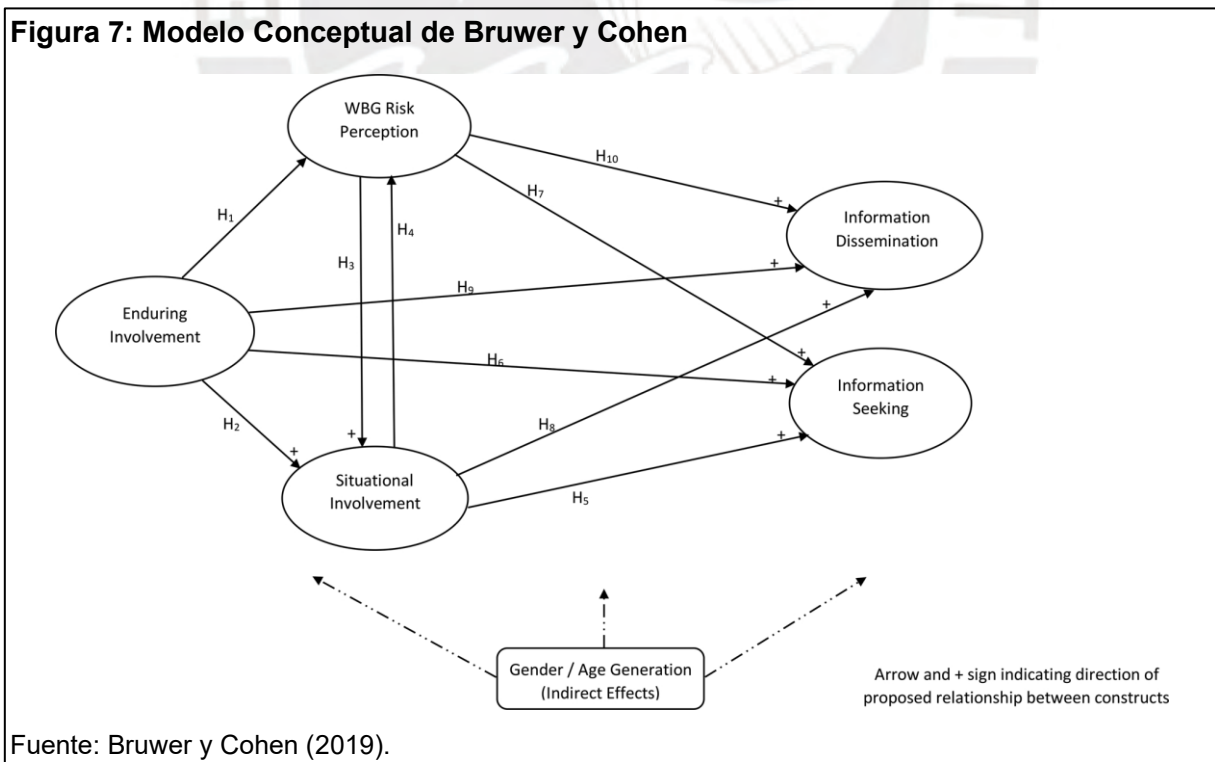 Figura 7: Modelo Conceptual de Bruwer y Cohen
WBG Risk
Perception
H10
H7
+
Information
Dissemination
H1
H3
H4
+
Enduring
Involvement
H9
+
+
H6
+
Information
Seeking
H2
+
+
H8
+
Situational
Involvement
H5
Gender / Age Generation
(Indirect Effects)
Arrow and + sign indicating direction of
proposed relationship between constructs
Fuente: Bruwer y Cohen (2019).